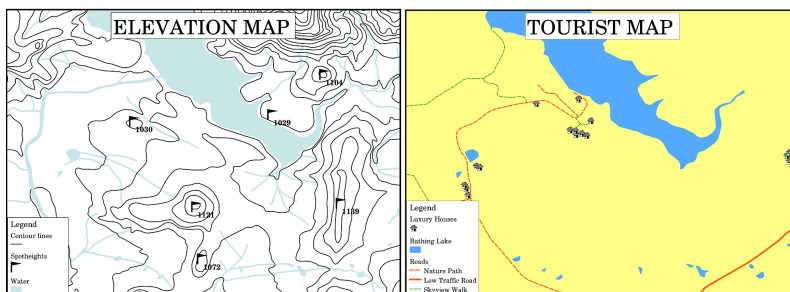 ELEVATION MAP
1104
1029
1030
1121
1139
1072
Legend
Contour lines
Spotheights
Water
TOURIST MAP
Legend
Luxury Houses
Bathing Lake
Roads
Nature Path
Low Traffic Road
Skyview Walk